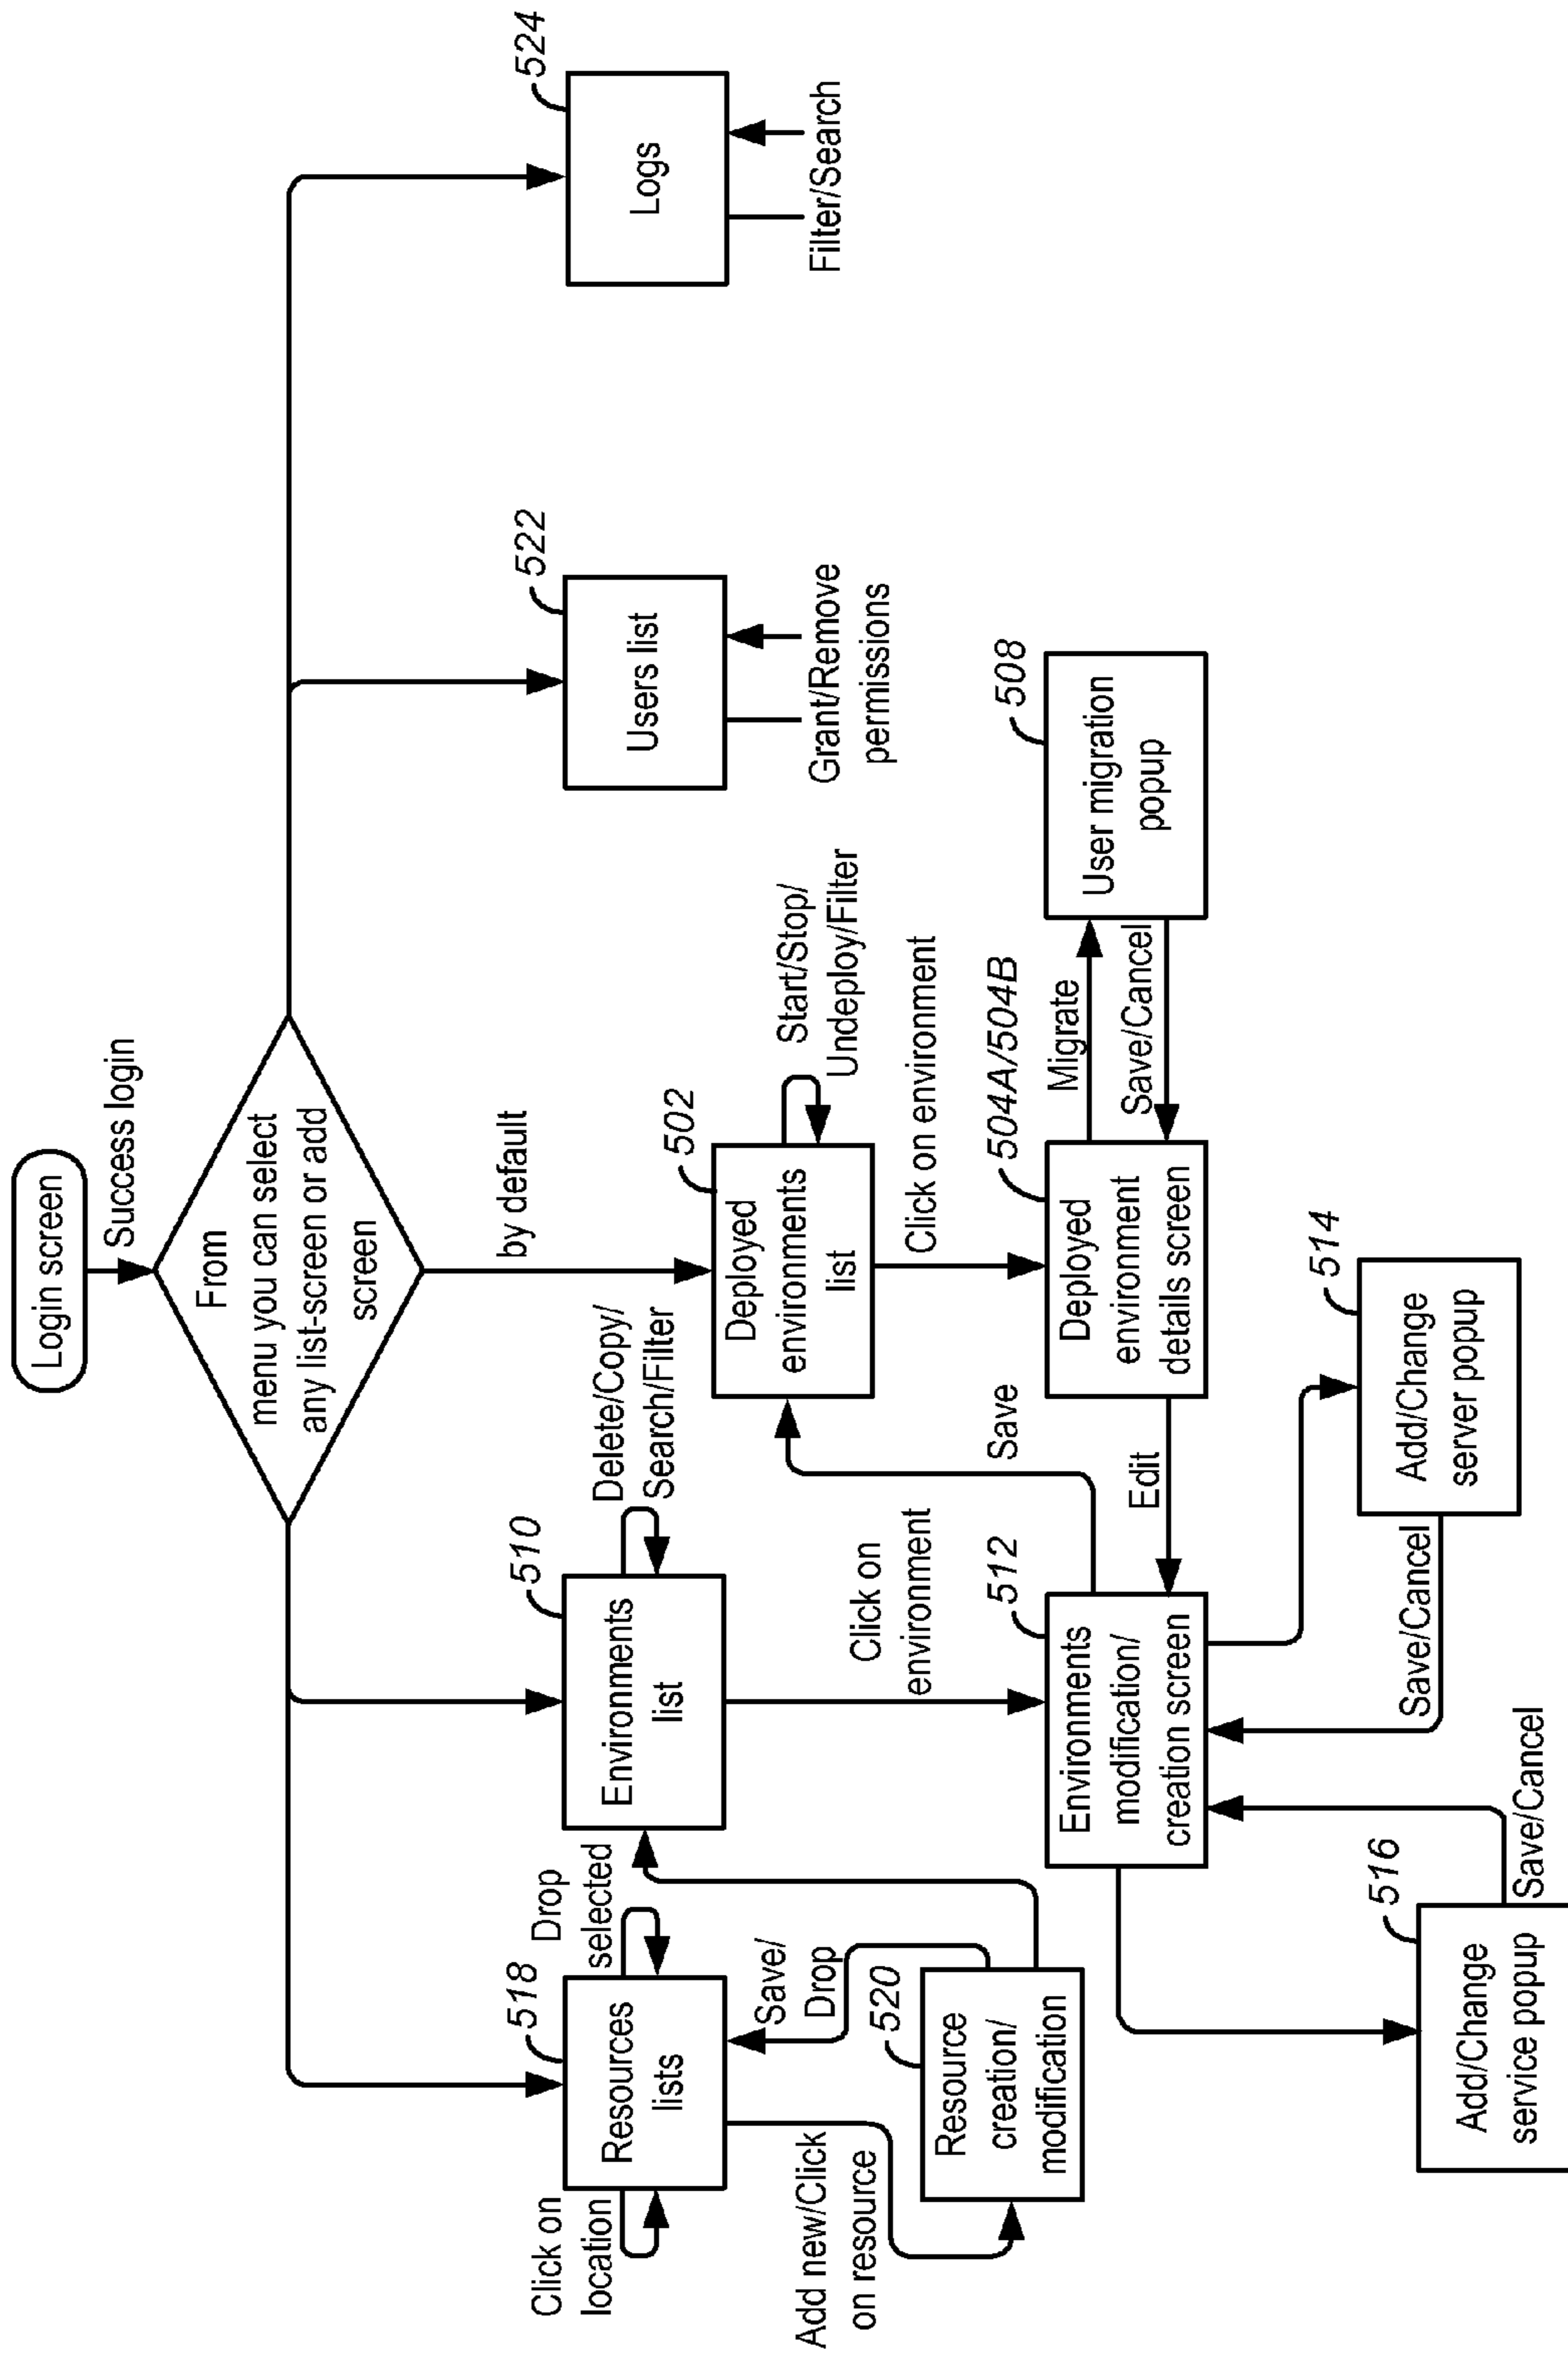 Login screen
Success login
From
menu you can select
any list-screen or add
screen
by default
518
Resources
lists
Click on
location
Drop
selected
Add new/Click
on resource
Save/
Drop
520
Resource
creation/
modification
510
Environments
list
Delete/Copy/
Search/Filter
Click on
environment
502
Deployed
environments
list
Start/Stop/
Undeploy/Filter
Click on environment
522
Users list
Grant/Remove
permissions
524
Logs
Filter/Search
512
Environments
modification/
creation screen
Save
Edit
504A/504B
Deployed
environment
details screen
Migrate
Save/Cancel
508
User migration
popup
514
Add/Change
server popup
Save/Cancel
516
Add/Change
service popup
Save/Cancel